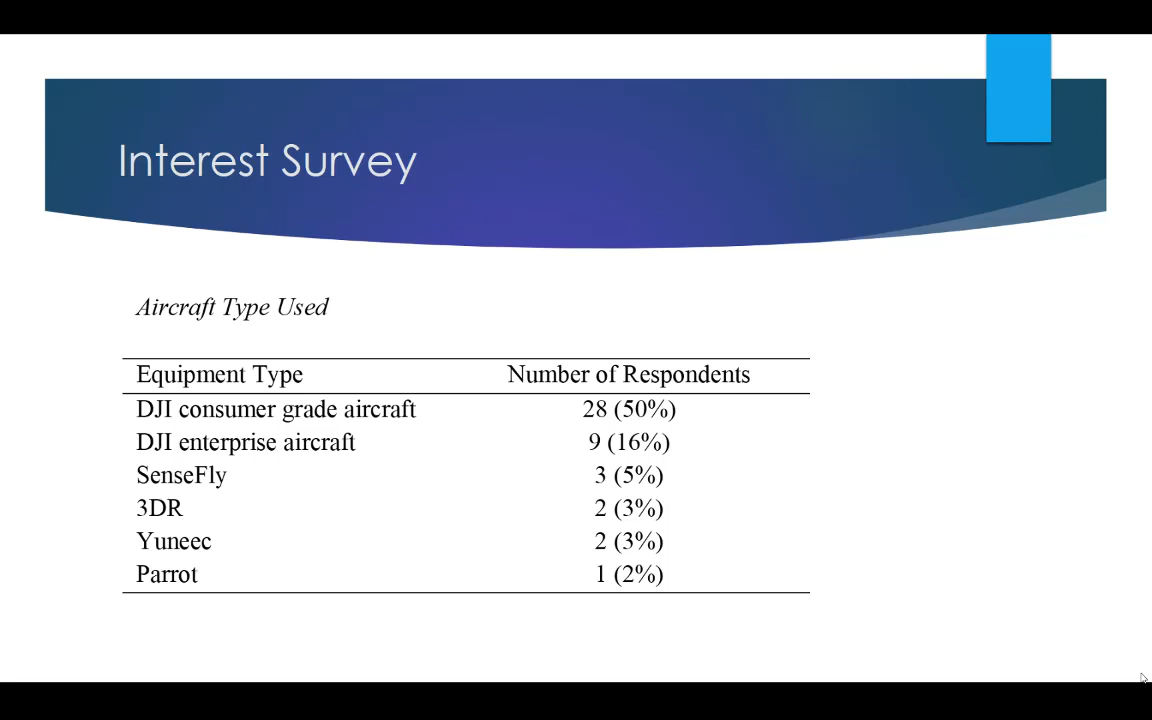 Interest Survey
Aircraft Type Used
Equipment Type Number of Respondents
DJI consumer grade aircraft 28 (50%)
DJI enterprise aircraft 9 (16%)
SenseFly 3 (5%)
3DR 2 (3%)
Yuneec 2 (3%)
Parrot 1 (2%)